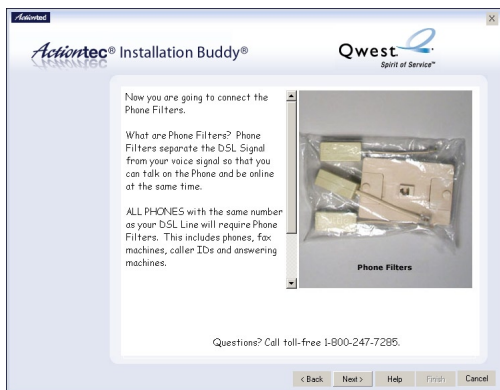 Actiontec
Actiontec® Installation Buddy®
Qwest
Spirit of Service™
Now you are going to connect the
Phone Filters.
What are Phone Filters? Phone
Filters separate the DSL Signal
from your voice signal so that you
can talk on the Phone and be online
at the same time.
ALL PHONES with the same number
as your DSL Line will require Phone
Filters. This includes phones, fax
machines, caller IDs and answering
machines.
Phone Filters
Questions? Call toll-free 1-800-247-7285.
< Back Next > Help Finish Cancel